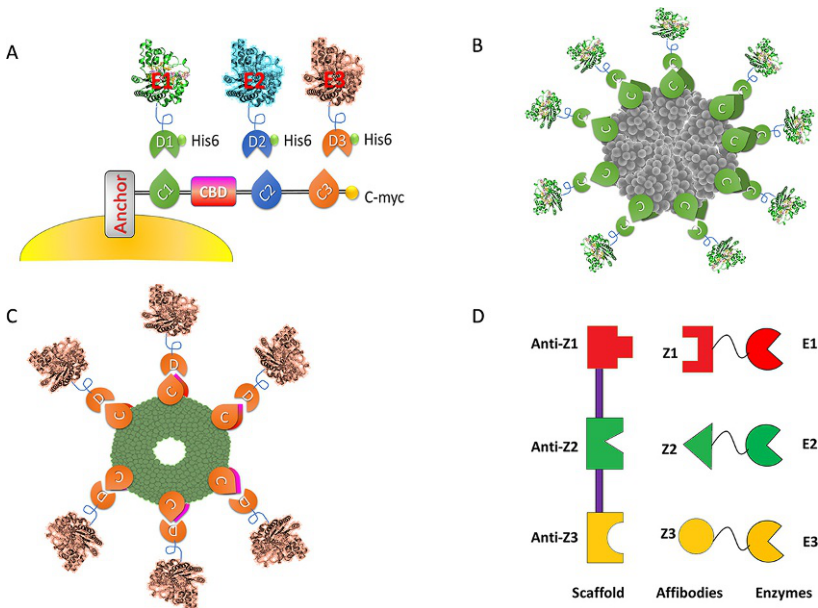 A
E1
E2
E3
D1
His6
D2
His6
D3
His6
Anchor
C1
CBD
C2
C3
C-myc
B
C
C
C
C
C
C
C
C
C
C
D
D
D
C
C
C
C
C
C
D
D
D
D
Anti-Z1
Z1
E1
Anti-Z2
Z2
E2
Anti-Z3
Z3
E3
Scaffold
Affibodies
Enzymes